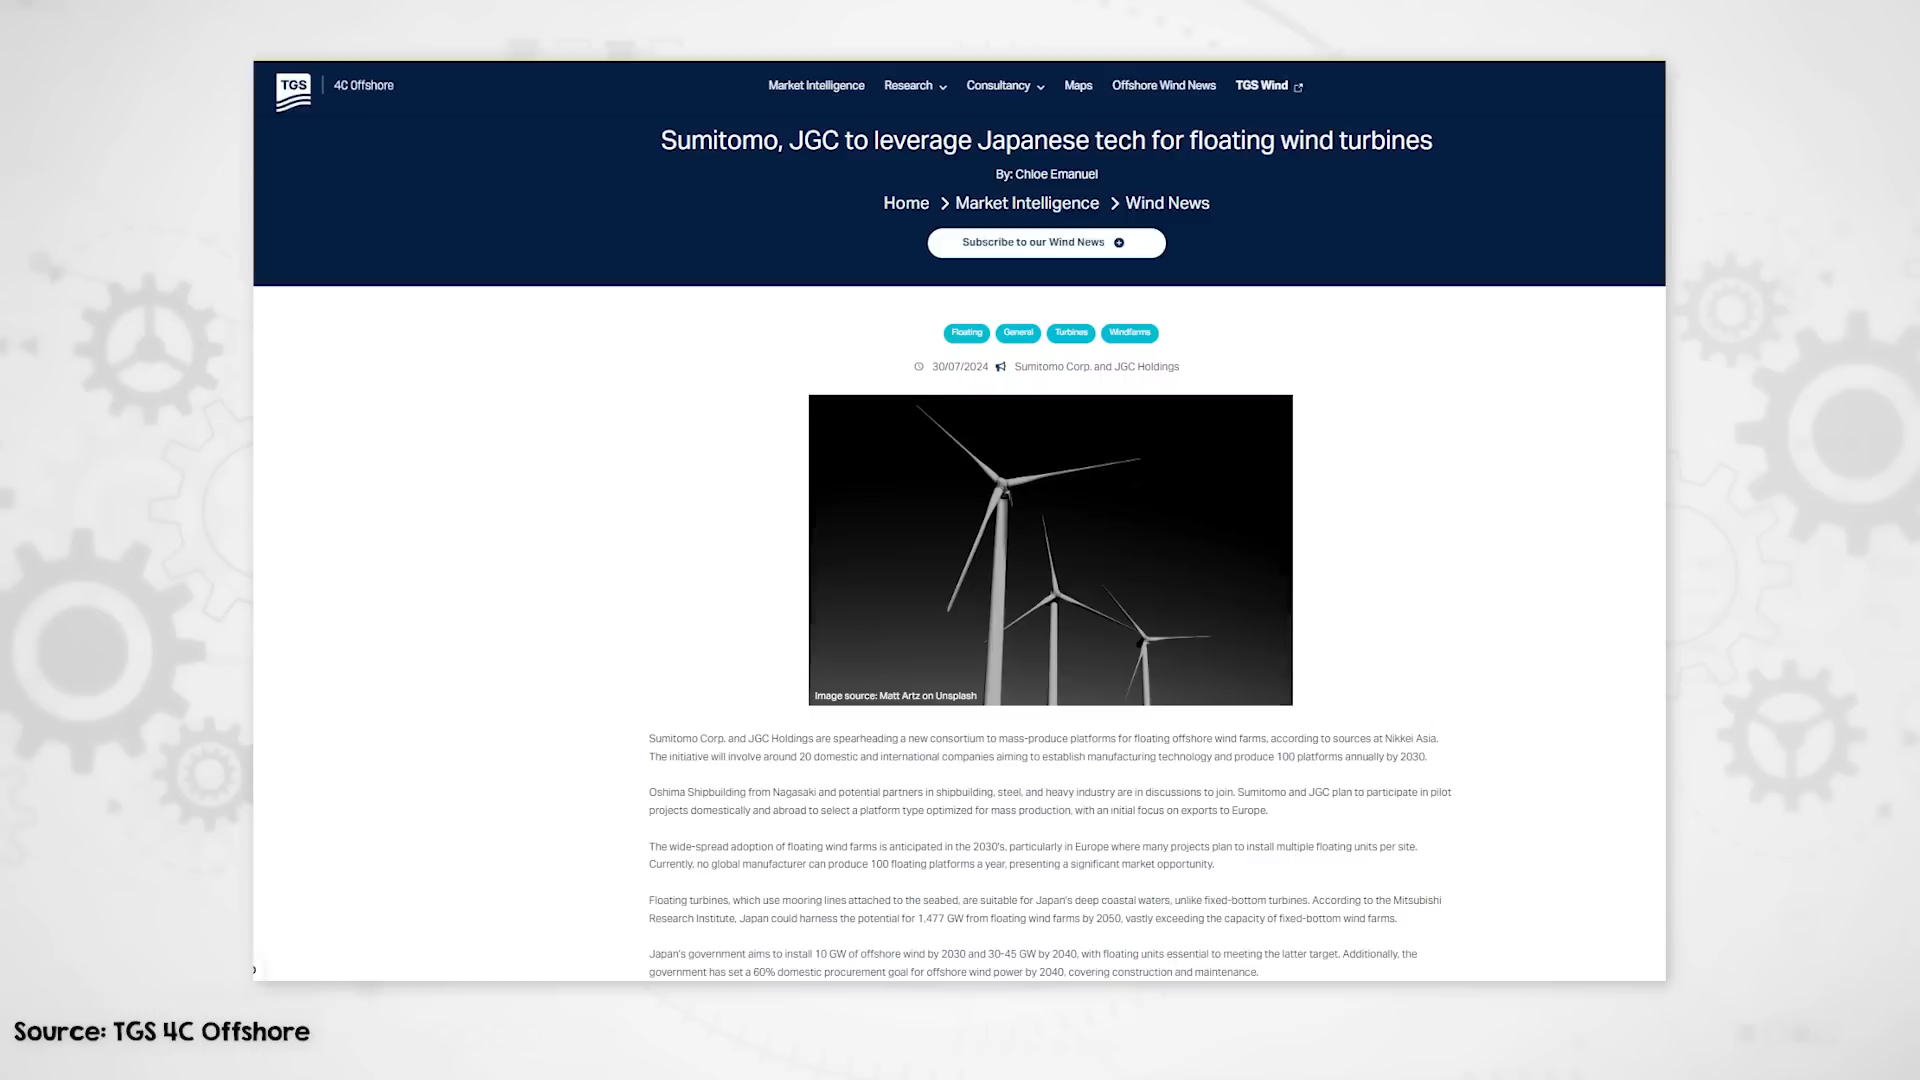 TGS
4C Offshore
Market Intelligence
Research
Consultancy
Maps
Offshore Wind News
TGS Wind
Sumitomo, JGC to leverage Japanese tech for floating wind turbines
By: Chloe Emanuel
Home > Market Intelligence > Wind News
Subscribe to our Wind News
Floating
General
Turbines
Windfarms
30/07/2024
Sumitomo Corp. and JGC Holdings
Image source: Matt Artz on Unsplash
Sumitomo Corp. and JGC Holdings are spearheading a new consortium to mass-produce platforms for floating offshore wind farms, according to sources at Nikkei Asia.
The initiative will involve around 20 domestic and international companies aiming to establish manufacturing technology and produce 100 platforms annually by 2030.
Oshima Shipbuilding from Nagasaki and potential partners in shipbuilding, steel, and heavy industry are in discussions to join. Sumitomo and JGC plan to participate in pilot
projects domestically and abroad to select a platform type optimized for mass production, with an initial focus on exports to Europe.
The wide-spread adoption of floating wind farms is anticipated in the 2030's, particularly in Europe where many projects plan to install multiple floating units per site.
Currently, no global manufacturer can produce 100 floating platforms a year, presenting a significant market opportunity.
Floating turbines, which use mooring lines attached to the seabed, are suitable for Japan's deep coastal waters, unlike fixed-bottom turbines. According to the Mitsubishi
Research Institute, Japan could harness the potential for 1,477 GW from floating wind farms by 2050, vastly exceeding the capacity of fixed-bottom wind farms.
Japan's government aims to install 10 GW of offshore wind by 2030 and 30-45 GW by 2040, with floating units essential to meeting the latter target. Additionally, the
government has set a 60% domestic procurement goal for offshore wind power by 2040, covering construction and maintenance.
Source: TGS 4C Offshore